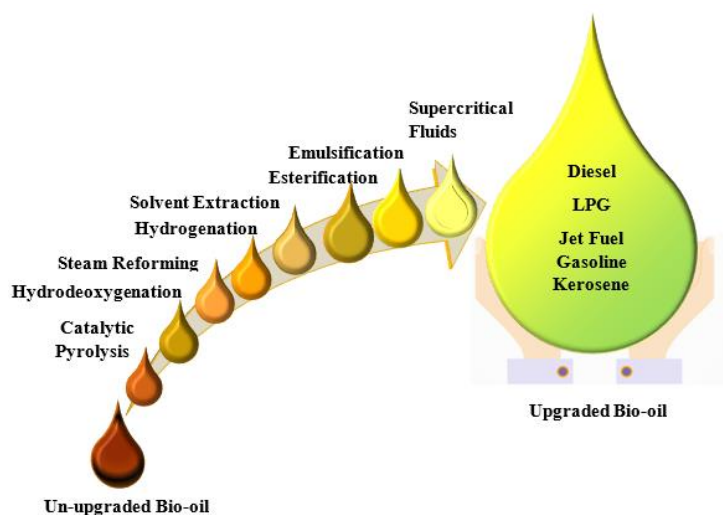 Supercritical
Fluids
Emulsification
Esterification
Solvent Extraction
Hydrogenation
Steam Reforming
Hydrodeoxygenation
Catalytic
Pyrolysis
Un-upgraded Bio-oil
Diesel
LPG
Jet Fuel
Gasoline
Kerosene
Upgraded Bio-oil